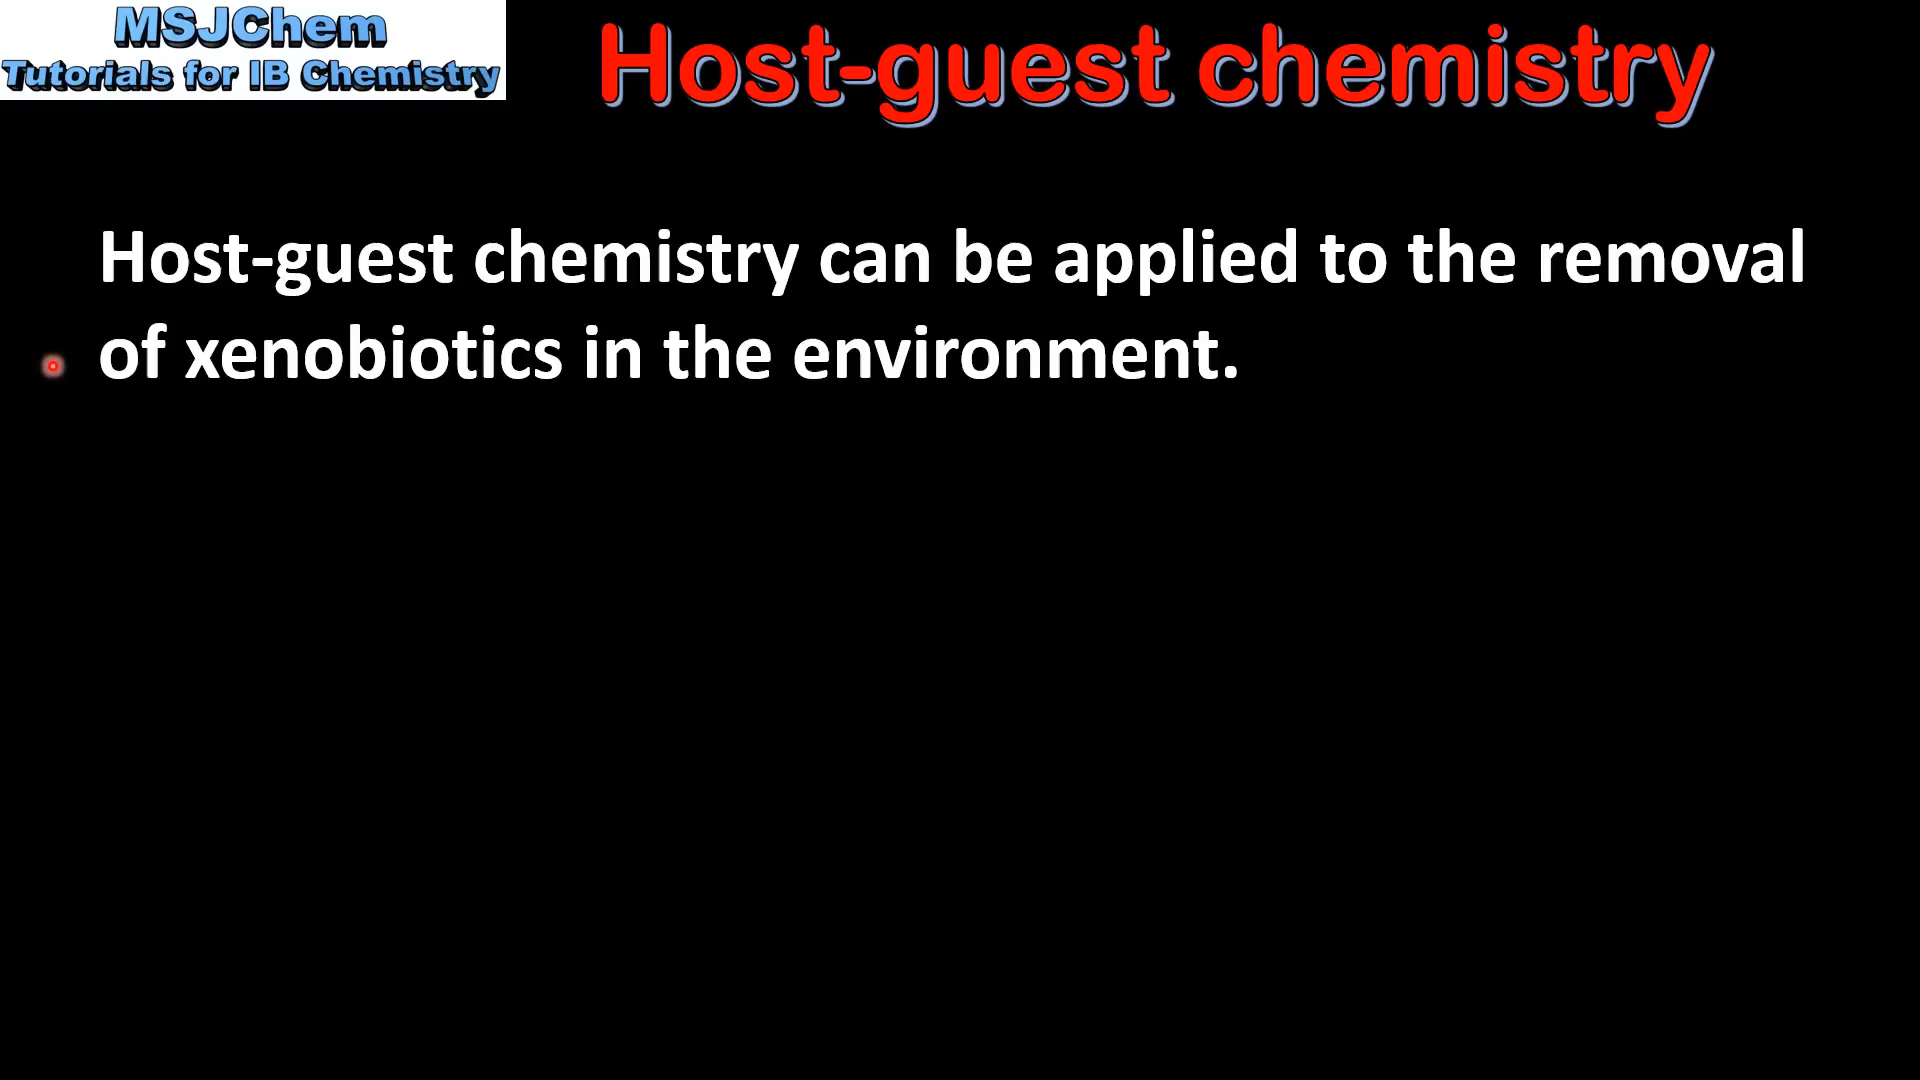 MSJChem
Tutorials for IB Chemistry
Host-guest chemistry
Host-guest chemistry can be applied to the removal
of xenobiotics in the environment.